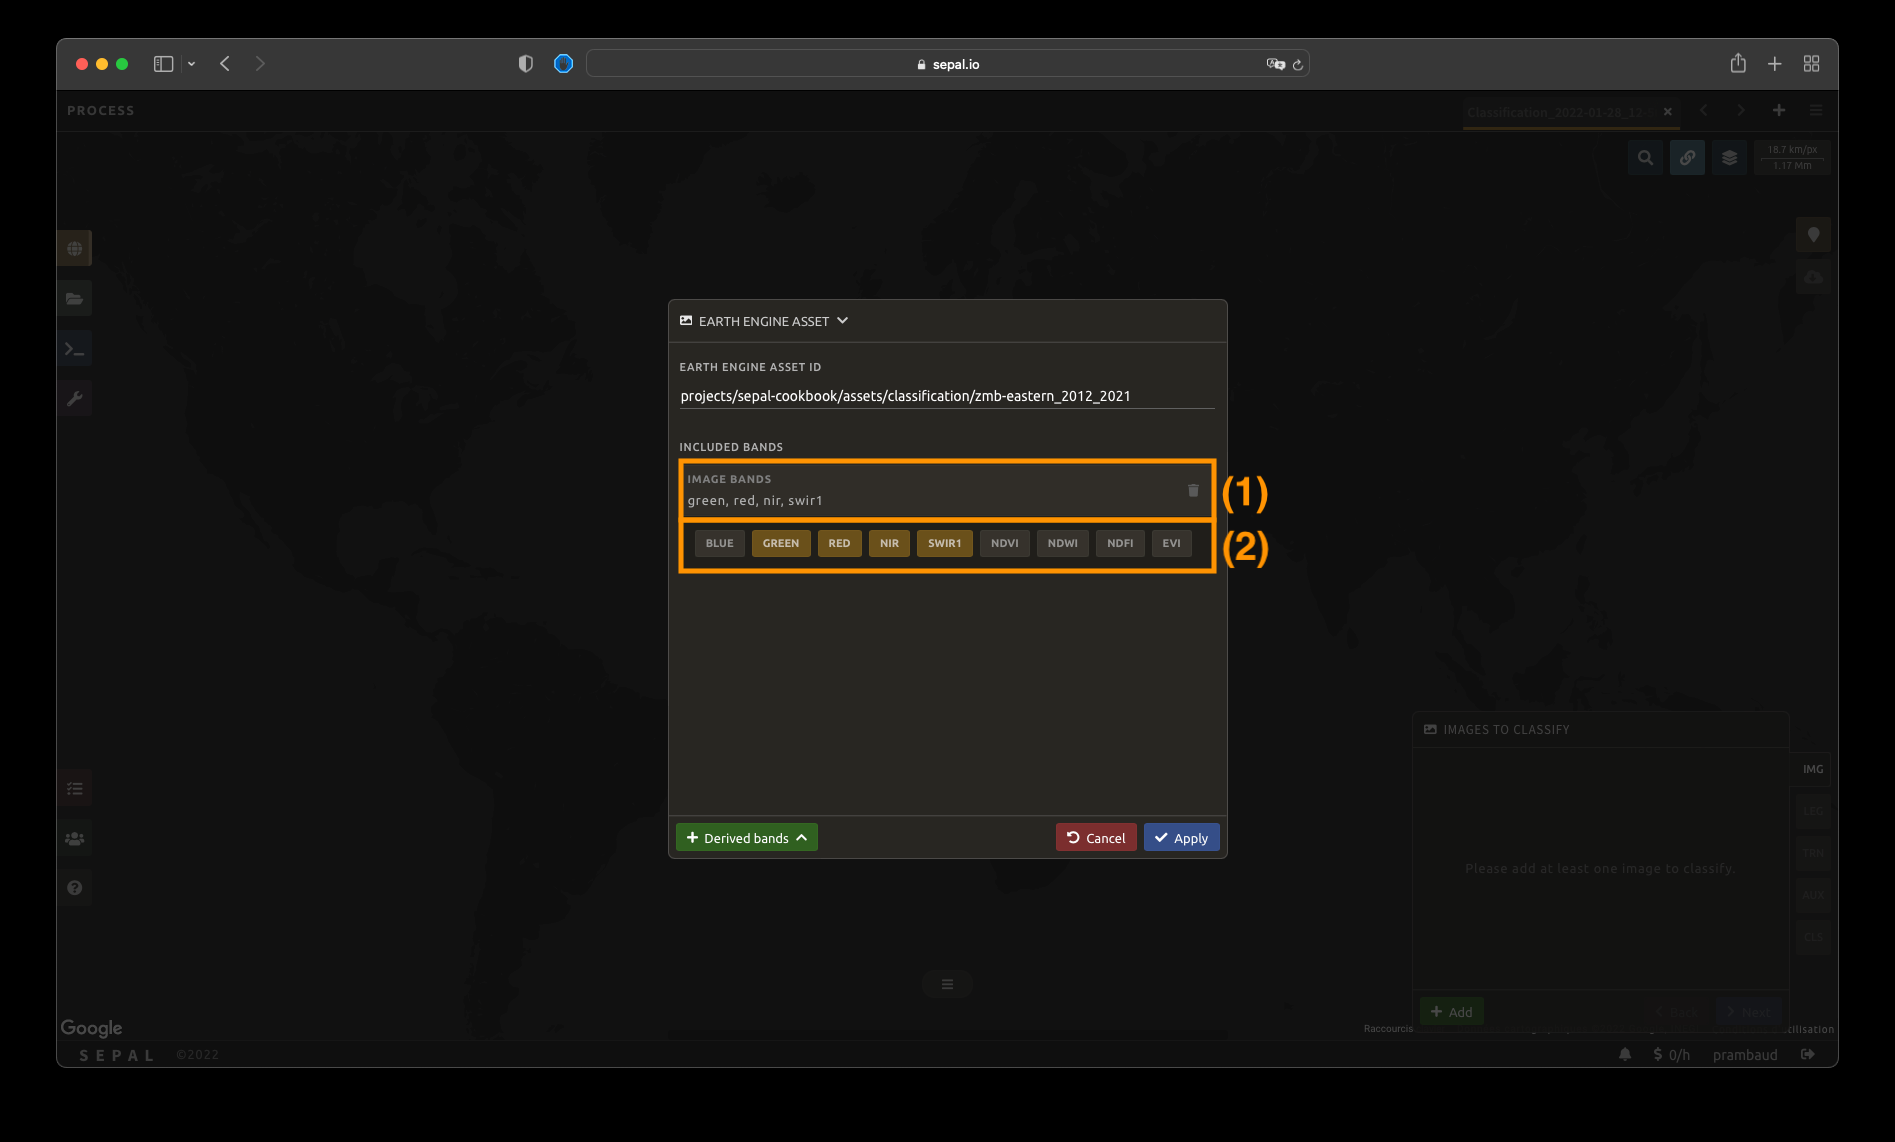 sepal.io
PROCESS
Classification_2022-01-28_12
18.7 km/px
1.17 Mm
EARTH ENGINE ASSET
EARTH ENGINE ASSET ID
projects/sepal-cookbook/assets/classification/zmb-eastern_2012_2021
INCLUDED BANDS
IMAGE BANDS
green, red, nir, swir1
(1)
BLUE GREEN RED NIR SWIR1 NDVI NDWI NDFI EVI
(2)
IMAGES TO CLASSIFY
IMG
LEG
TRN
Please add at least one image to classify.
AUX
CLS
+ Derived bands
Cancel
Apply
+ Add
Back
Next
Google
Raccourcis
SEPAL ©2022
$ 0/h prambaud